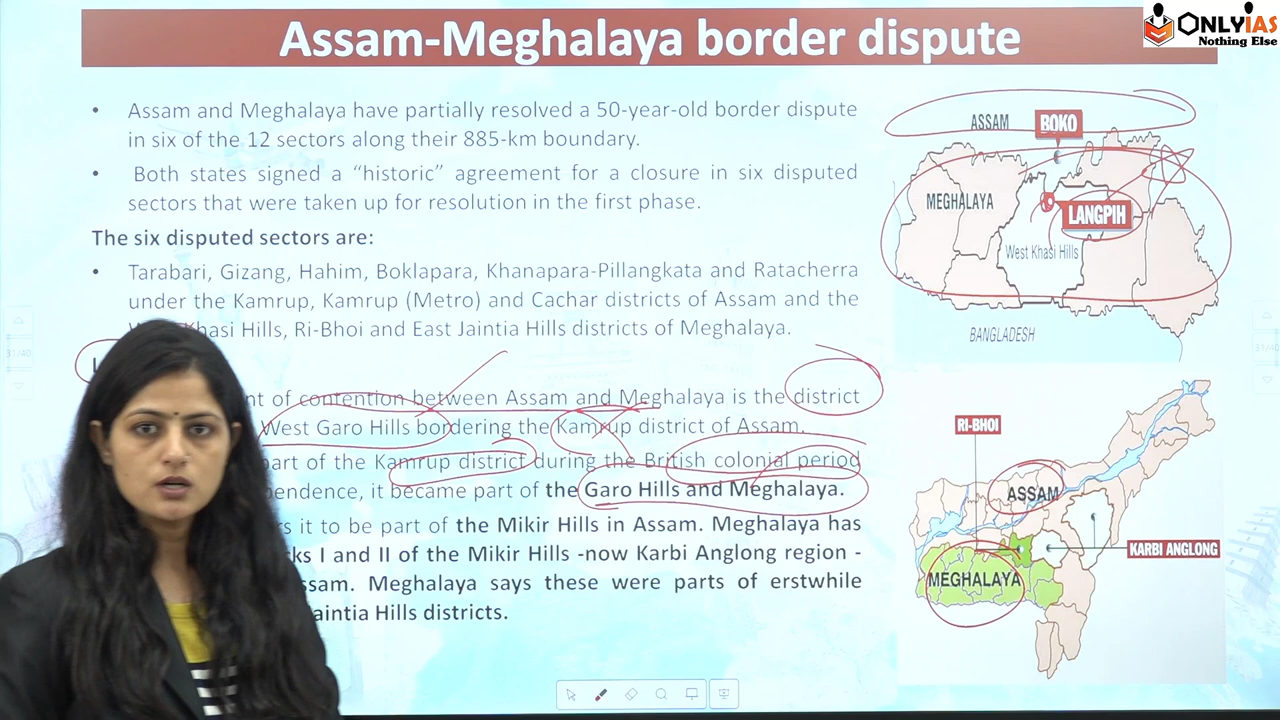 Assam-Meghalaya border dispute
ONLYIAS
Nothing Else
• Assam and Meghalaya have partially resolved a 50-year-old border dispute
in six of the 12 sectors along their 885-km boundary.
• Both states signed a “historic” agreement for a closure in six disputed
sectors that were taken up for resolution in the first phase.
The six disputed sectors are:
• Tarabari, Gizang, Hahim, Boklapara, Khanapara-Pillangkata and Ratacherra
under the Kamrup, Kamrup (Metro) and Cachar districts of Assam and the
Khasi Hills, Ri-Bhoi and East Jaintia Hills districts of Meghalaya.
of contention between Assam and Meghalaya is the district
West Garo Hills bordering the Kamrup district of Assam.
part of the Kamrup district during the British colonial period
it became part of the Garo Hills and Meghalaya.
it to be part of the Mikir Hills in Assam. Meghalaya has
I and II of the Mikir Hills -now Karbi Anglong region -
Meghalaya says these were parts of erstwhile
Hills districts.
ASSAM
BOKO
MEGHALAYA
LANGPIH
West Khasi Hills
BANGLADESH
RI-BHOI
ASSAM
KARBI ANGLONG
MEGHALAYA
31/40
31/40